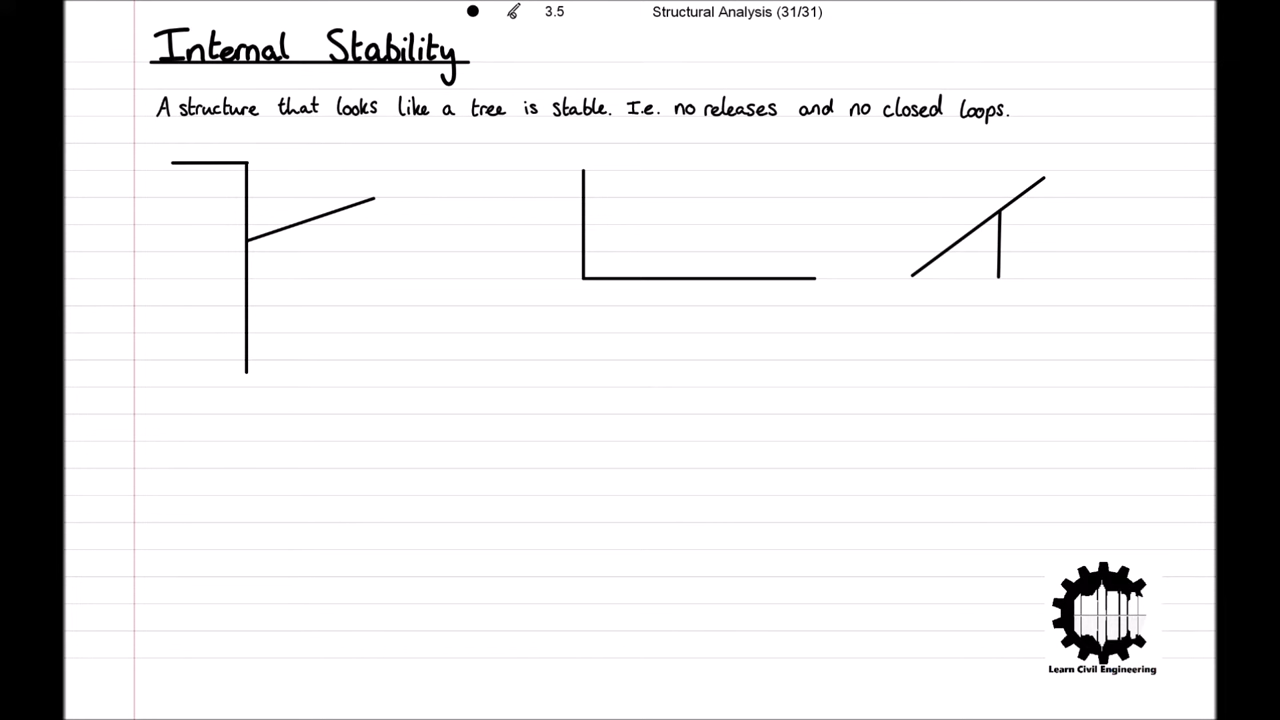 3.5 Structural Analysis (31/31)
Internal Stability
A structure that looks like a tree is stable. I.e. no releases and no closed loops.
Learn Civil Engineering